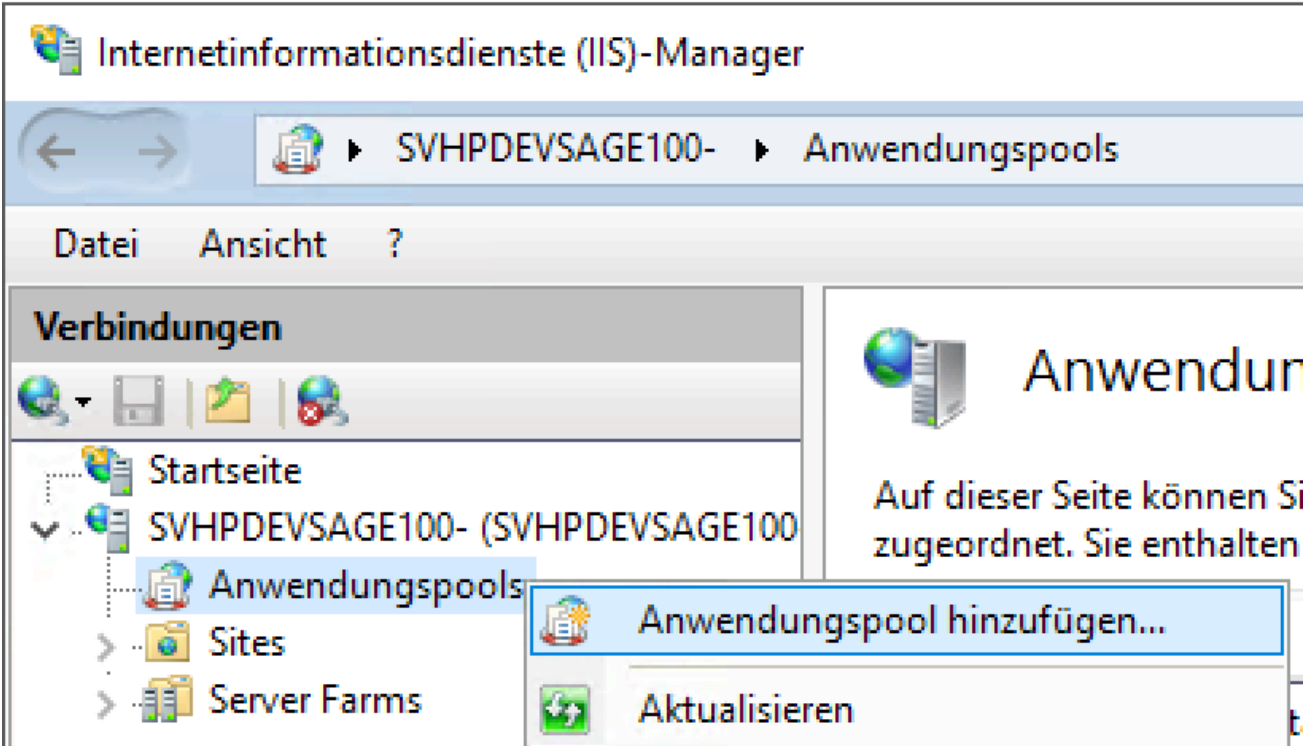 Internetinformationsdienste (IIS)-Manager
SVHPDEVSAGE100- Anwendungspools
Datei Ansicht ?
Verbindungen
Startseite
SVHPDEVSAGE100- (SVHPDEVSAGE100
Anwendungspools
Sites
Server Farms
Anwendun
Auf dieser Seite können Si
zugeordnet. Sie enthalten
Anwendungspool hinzufügen...
Aktualisieren